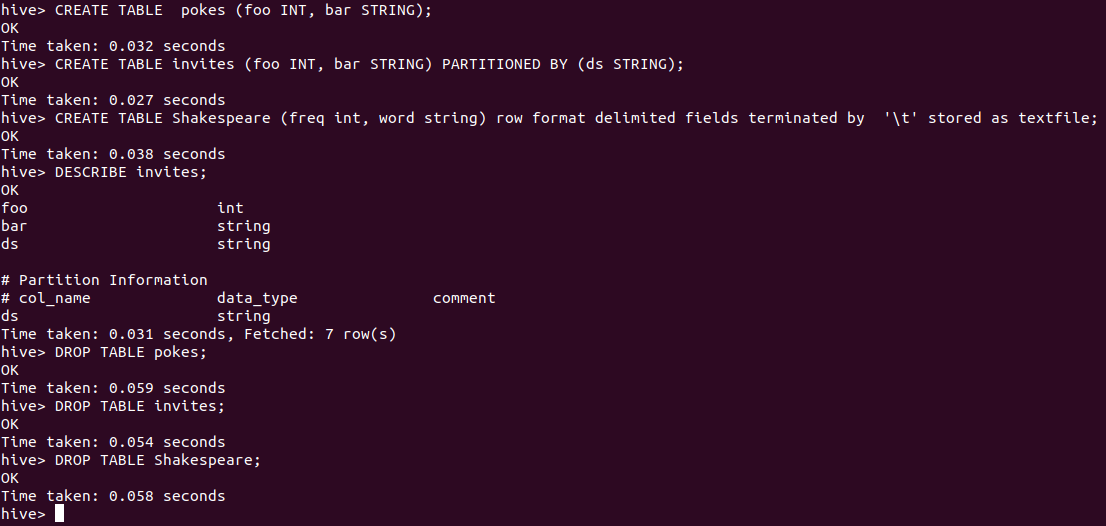 hive> CREATE TABLE  pokes (foo INT, bar STRING);
OK
Time taken: 0.032 seconds
hive> CREATE TABLE invites (foo INT, bar STRING) PARTITIONED BY (ds STRING);
OK
Time taken: 0.027 seconds
hive> CREATE TABLE Shakespeare (freq int, word string) row format delimited fields terminated by  '\t' stored as textfile;
OK
Time taken: 0.038 seconds
hive> DESCRIBE invites;
OK
foo                     int
bar                     string
ds                      string

# Partition Information
# col_name              data_type               comment
ds                      string
Time taken: 0.031 seconds, Fetched: 7 row(s)
hive> DROP TABLE pokes;
OK
Time taken: 0.059 seconds
hive> DROP TABLE invites;
OK
Time taken: 0.054 seconds
hive> DROP TABLE Shakespeare;
OK
Time taken: 0.058 seconds
hive>